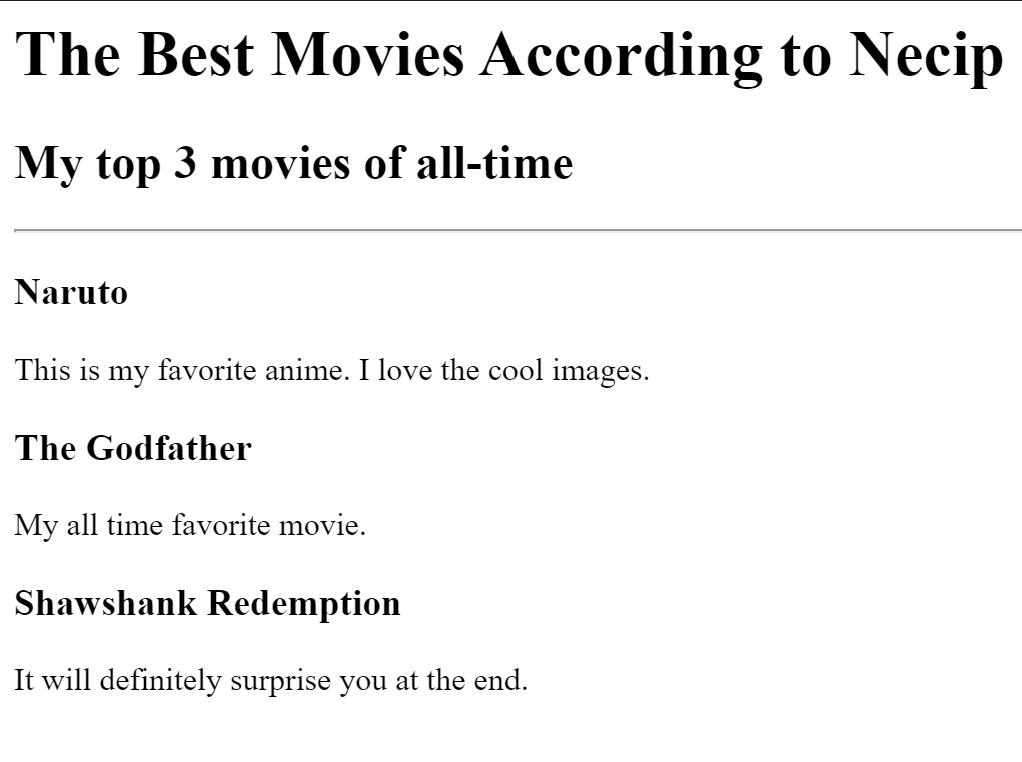 The Best Movies According to Necip
My top 3 movies of all-time
Naruto
This is my favorite anime. I love the cool images.
The Godfather
My all time favorite movie.
Shawshank Redemption
It will definitely surprise you at the end.